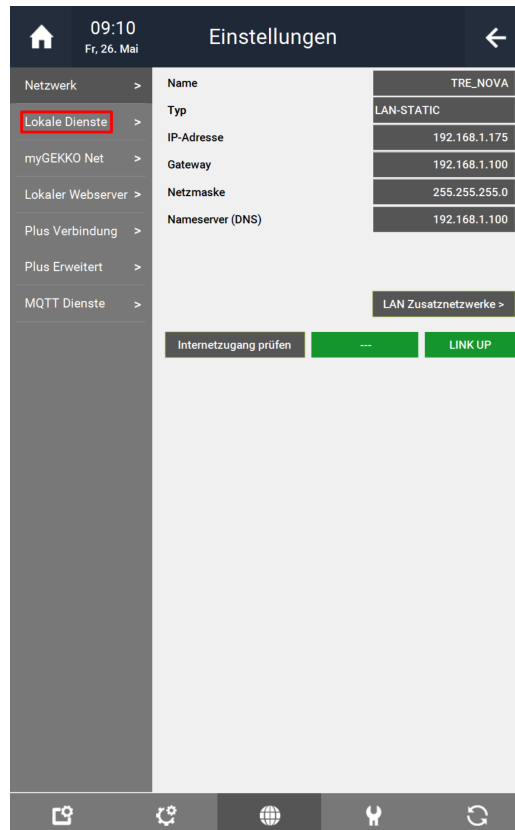 09:10
Fr, 26. Mai
Einstellungen
Netzwerk >
Lokale Dienste >
myGEKKO Net >
Lokaler Webserver >
Plus Verbindung >
Plus Erweitert >
MQTT Dienste >
Name TRE_NOVA
Typ LAN-STATIC
IP-Adresse 192.168.1.175
Gateway 192.168.1.100
Netzmaske 255.255.255.0
Nameserver (DNS) 192.168.1.100
LAN Zusatznetzwerke >
Internetzugang prüfen --- LINK UP